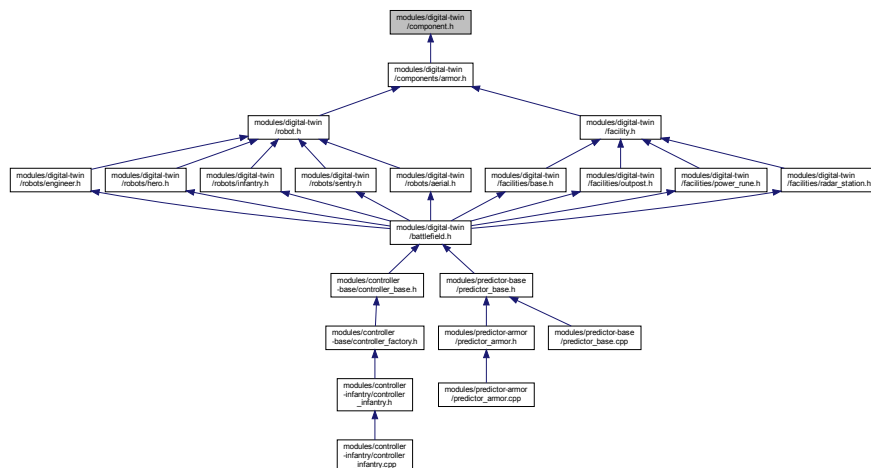 modules/digital-twin
/component.h
modules/digital-twin
/components/armor.h
modules/digital-twin
/robot.h
modules/digital-twin
/facility.h
modules/digital-twin
/robots/engineer.h
modules/digital-twin
/robots/hero.h
modules/digital-twin
/robots/infantry.h
modules/digital-twin
/robots/sentry.h
modules/digital-twin
/robots/aerial.h
modules/digital-twin
/facilities/base.h
modules/digital-twin
/facilities/outpost.h
modules/digital-twin
/facilities/power_rune.h
modules/digital-twin
/facilities/radar_station.h
modules/digital-twin
/battlefield.h
modules/controller
-base/controller_base.h
modules/predictor-base
/predictor_base.h
modules/controller
-base/controller_factory.h
modules/predictor-armor
/predictor_armor.h
modules/predictor-base
/predictor_base.cpp
modules/controller
-infantry/controller
_infantry.h
modules/predictor-armor
/predictor_armor.cpp
modules/controller
-infantry/controller
_infantry.cpp